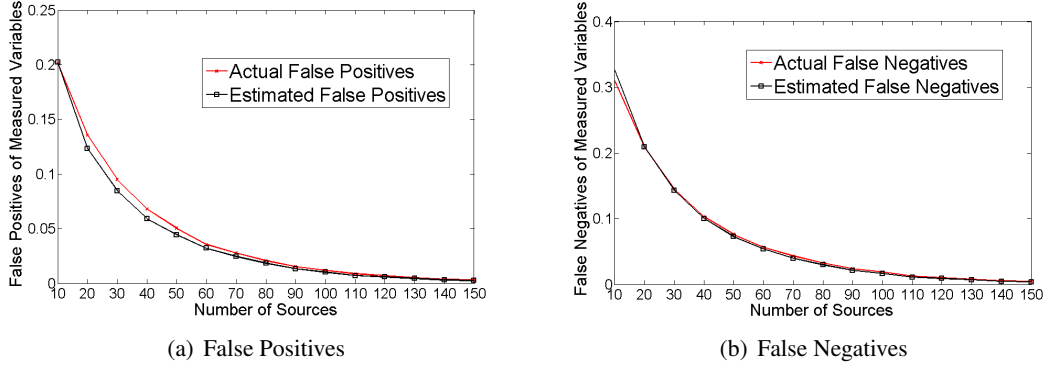 False Positives of Measured Variables
0.25
0.2
0.15
0.1
0.05
0
Actual False Positives
Estimated False Positives
10 20 30 40 50 60 70 80 90 100 110 120 130 140 150
Number of Sources
(a) False Positives
False Negatives of Measured Variables
0.4
0.3
0.2
0.1
0
Actual False Negatives
Estimated False Negatives
10 20 30 40 50 60 70 80 90 100 110 120 130 140 150
Number of Sources
(b) False Negatives